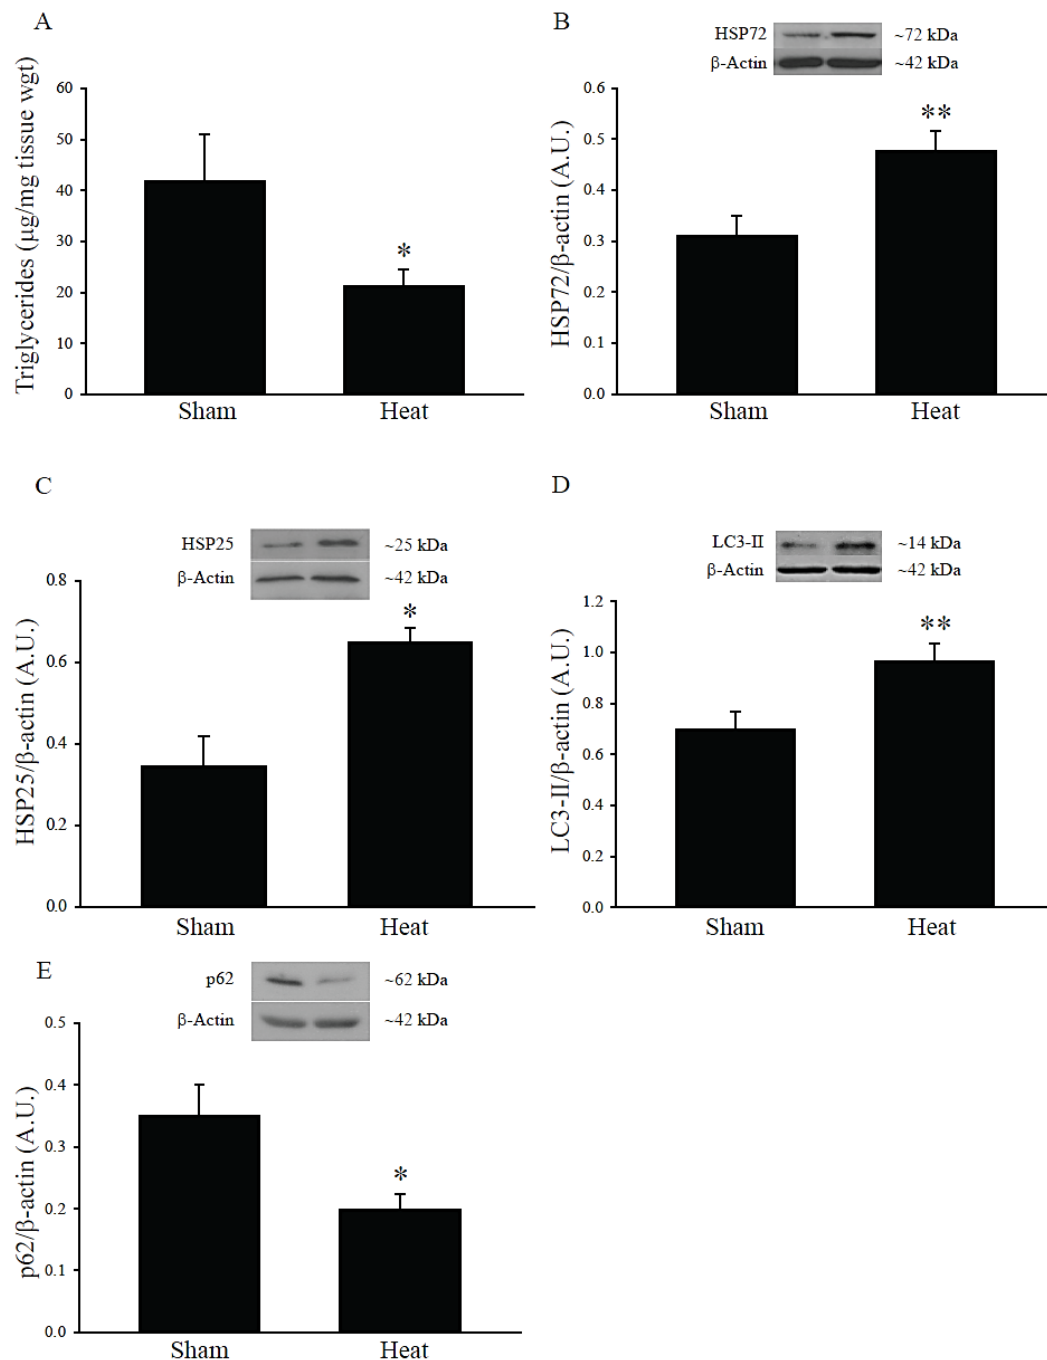 A
Triglycerides (µg/mg tissue wgt)
60
50
40
30
20
10
0
*
Sham Heat
B
HSP72 ~72 kDa
β-Actin ~42 kDa
HSP72/β-actin (A.U.)
0.6
0.5
0.4
0.3
0.2
0.1
0.0
**
Sham Heat
C
HSP25 ~25 kDa
β-Actin ~42 kDa
HSP25/β-actin (A.U.)
0.8
0.6
0.4
0.2
0.0
*
Sham Heat
D
LC3-II ~14 kDa
β-Actin ~42 kDa
LC3-II/β-actin (A.U.)
1.2
1.0
0.8
0.6
0.4
0.2
0.0
**
Sham Heat
E
p62 ~62 kDa
β-Actin ~42 kDa
p62/β-actin (A.U.)
0.5
0.4
0.3
0.2
0.1
0.0
*
Sham Heat